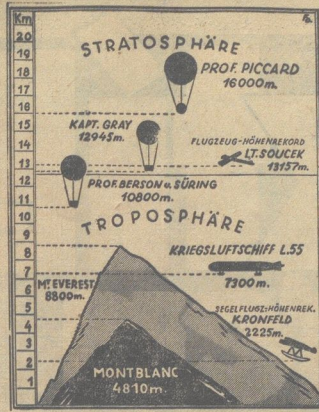 Km
20
19
18
17
16
15
14
13
12
11
10
9
8
7
6
5
4
3
2
1
STRATOSPHÄRE
PROF. PICCARD
16000m.
KAPT. GRAY
12945m.
FLUGZEUG-HÖHENREKORD
LT. SOUCEK
13157m.
PROF. BERSON u. SÜRING
10800m.
TROPOSPHÄRE
KRIEGSLUFTSCHIFF L.55
7300m.
MT. EVEREST
8800m.
SEGELFLUGZ.-HÖHENREK.
KRONFELD
2225m.
MONTBLANC
4810m.